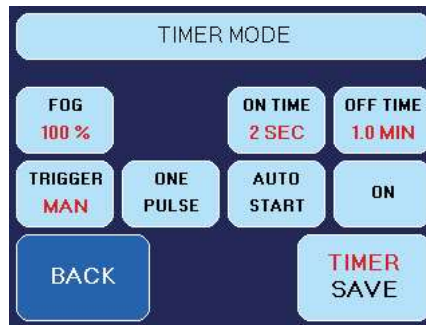 TIMER MODE
FOG
100 %
ON TIME
2 SEC
OFF TIME
1.0 MIN
TRIGGER
MAN
ONE
PULSE
AUTO
START
ON
BACK
TIMER
SAVE